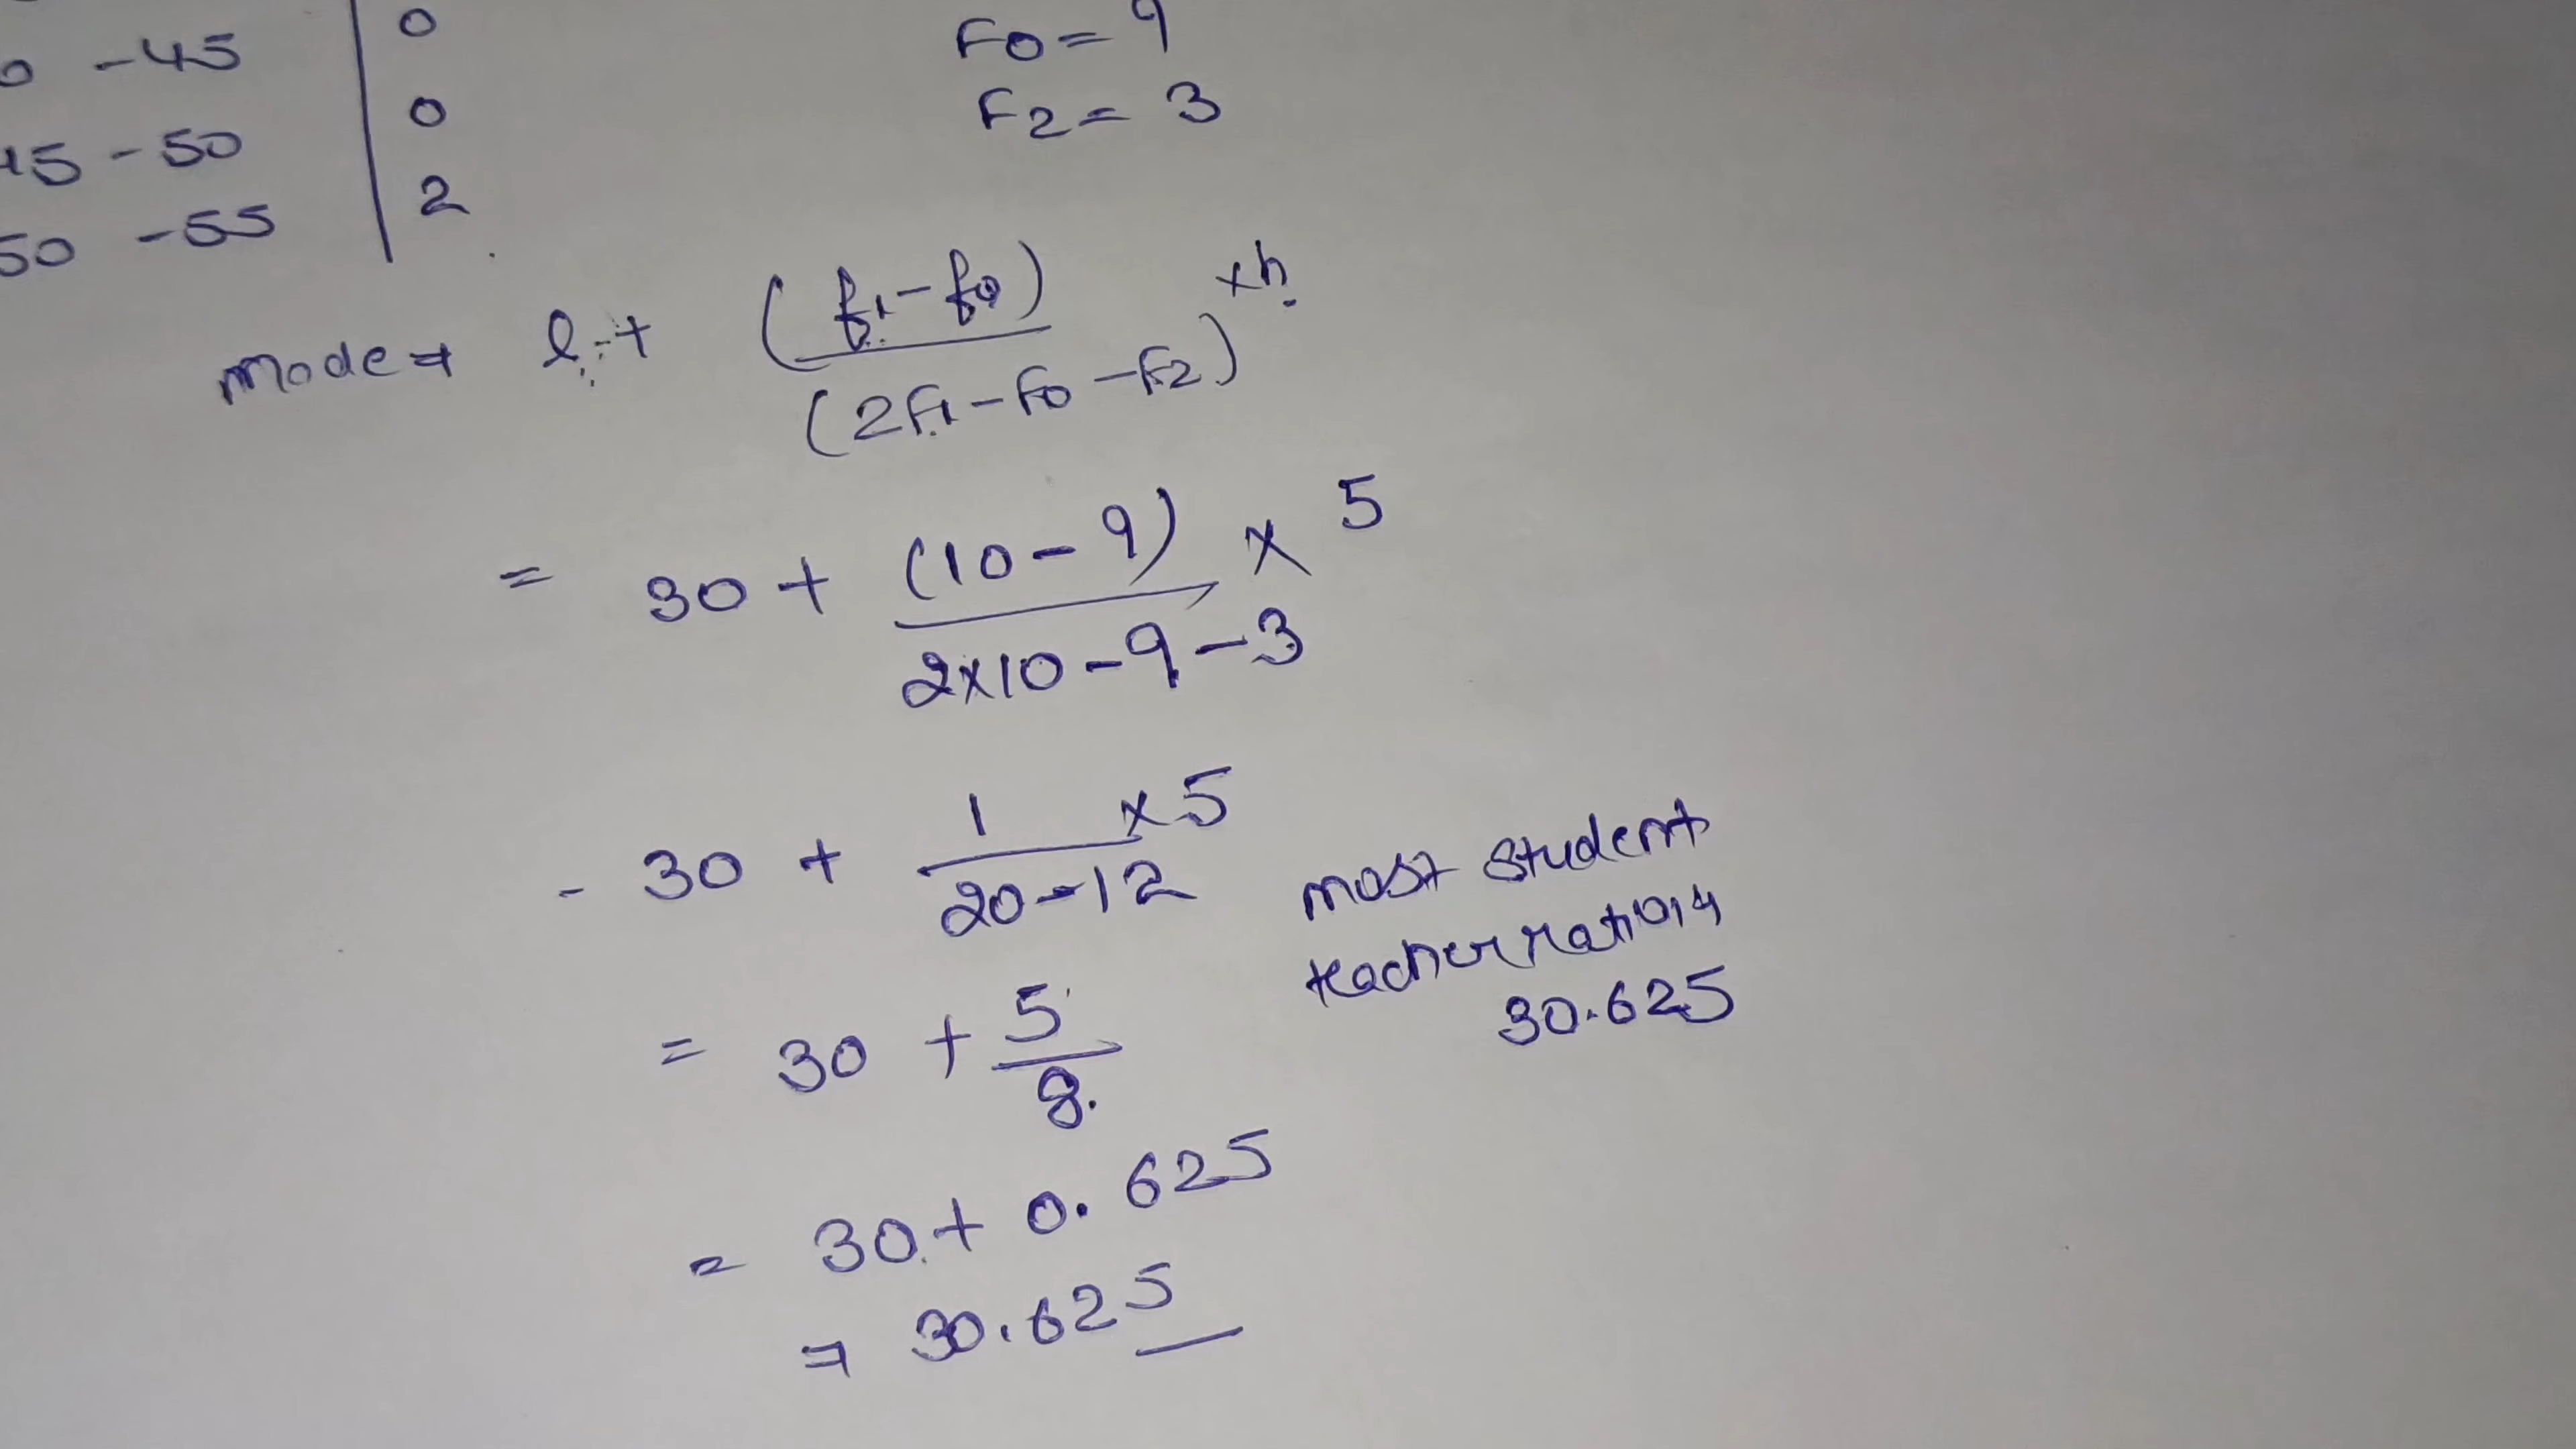 - 45 | 0
45 - 50 | 0
50 - 55 | 2
F0 = 9
F2 = 3
mode = l + (f1 - f0) / (2F1 - F0 - F2) × h
= 30 + (10 - 9) / 2×10 - 9 - 3 × 5
- 30 + 1 / 20 - 12 × 5
= 30 + 5 / 8
= 30 + 0.625
= 30.625
most student
teacher ratio
30.625